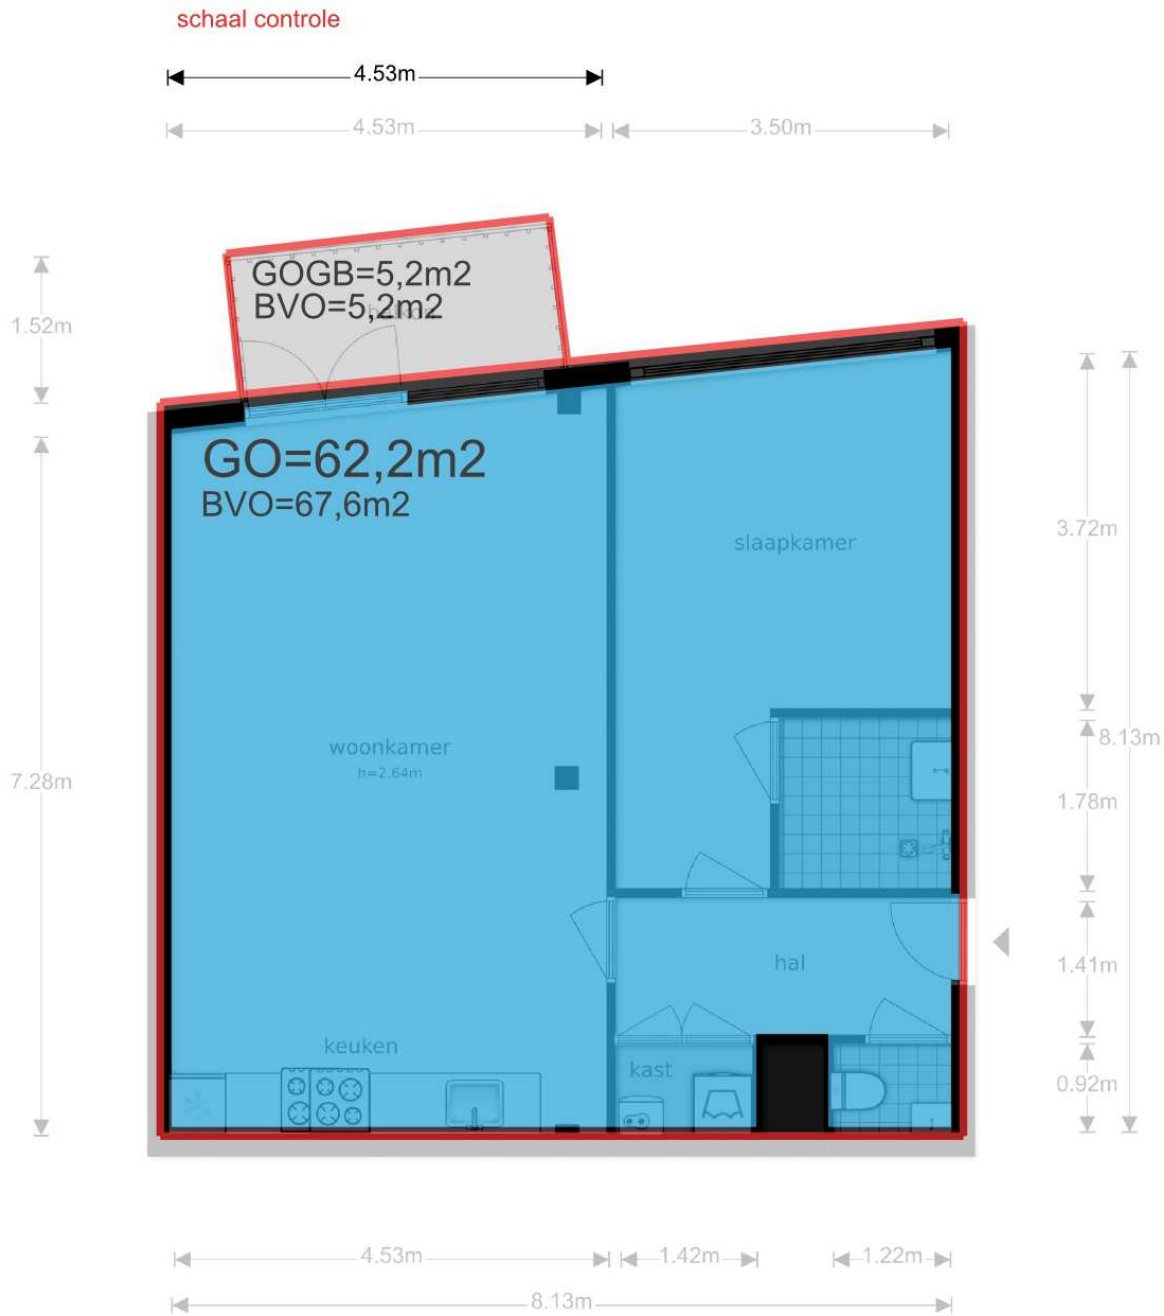 schaal controle
4.53m
4.53m
3.50m
1.52m
GOGB=5,2m2
BVO=5,2m2
GO=62,2m2
BVO=67,6m2
slaapkamer
3.72m
woonkamer
h=2.64m
8.13m
7.28m
1.78m
hal
1.41m
keuken
kast
0.92m
4.53m
1.42m
1.22m
8.13m